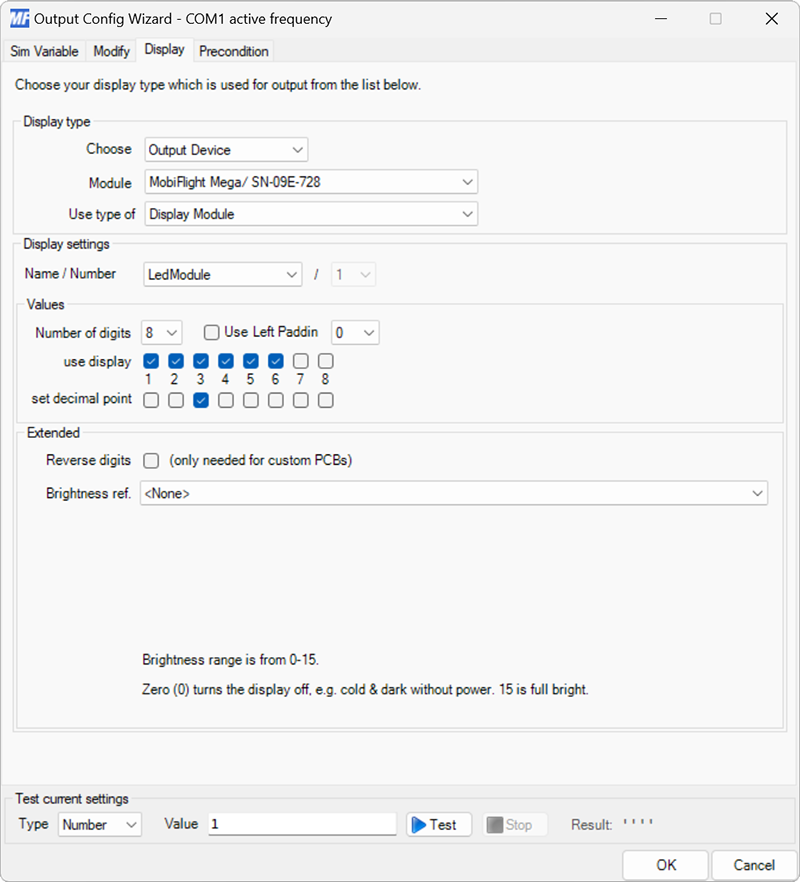 MF Output Config Wizard - COM1 active frequency
Sim Variable Modify Display Precondition
Choose your display type which is used for output from the list below.
Display type
Choose Output Device
Module MobiFlight Mega/ SN-09E-728
Use type of Display Module
Display settings
Name / Number LedModule / 1
Values
Number of digits 8 Use Left Paddin 0
use display
1 2 3 4 5 6 7 8
set decimal point
Extended
Reverse digits (only needed for custom PCBs)
Brightness ref. <None>
Brightness range is from 0-15.
Zero (0) turns the display off, e.g. cold & dark without power. 15 is full bright.
Test current settings
Type Number Value 1 Test Stop Result: ' ' ' '
OK Cancel